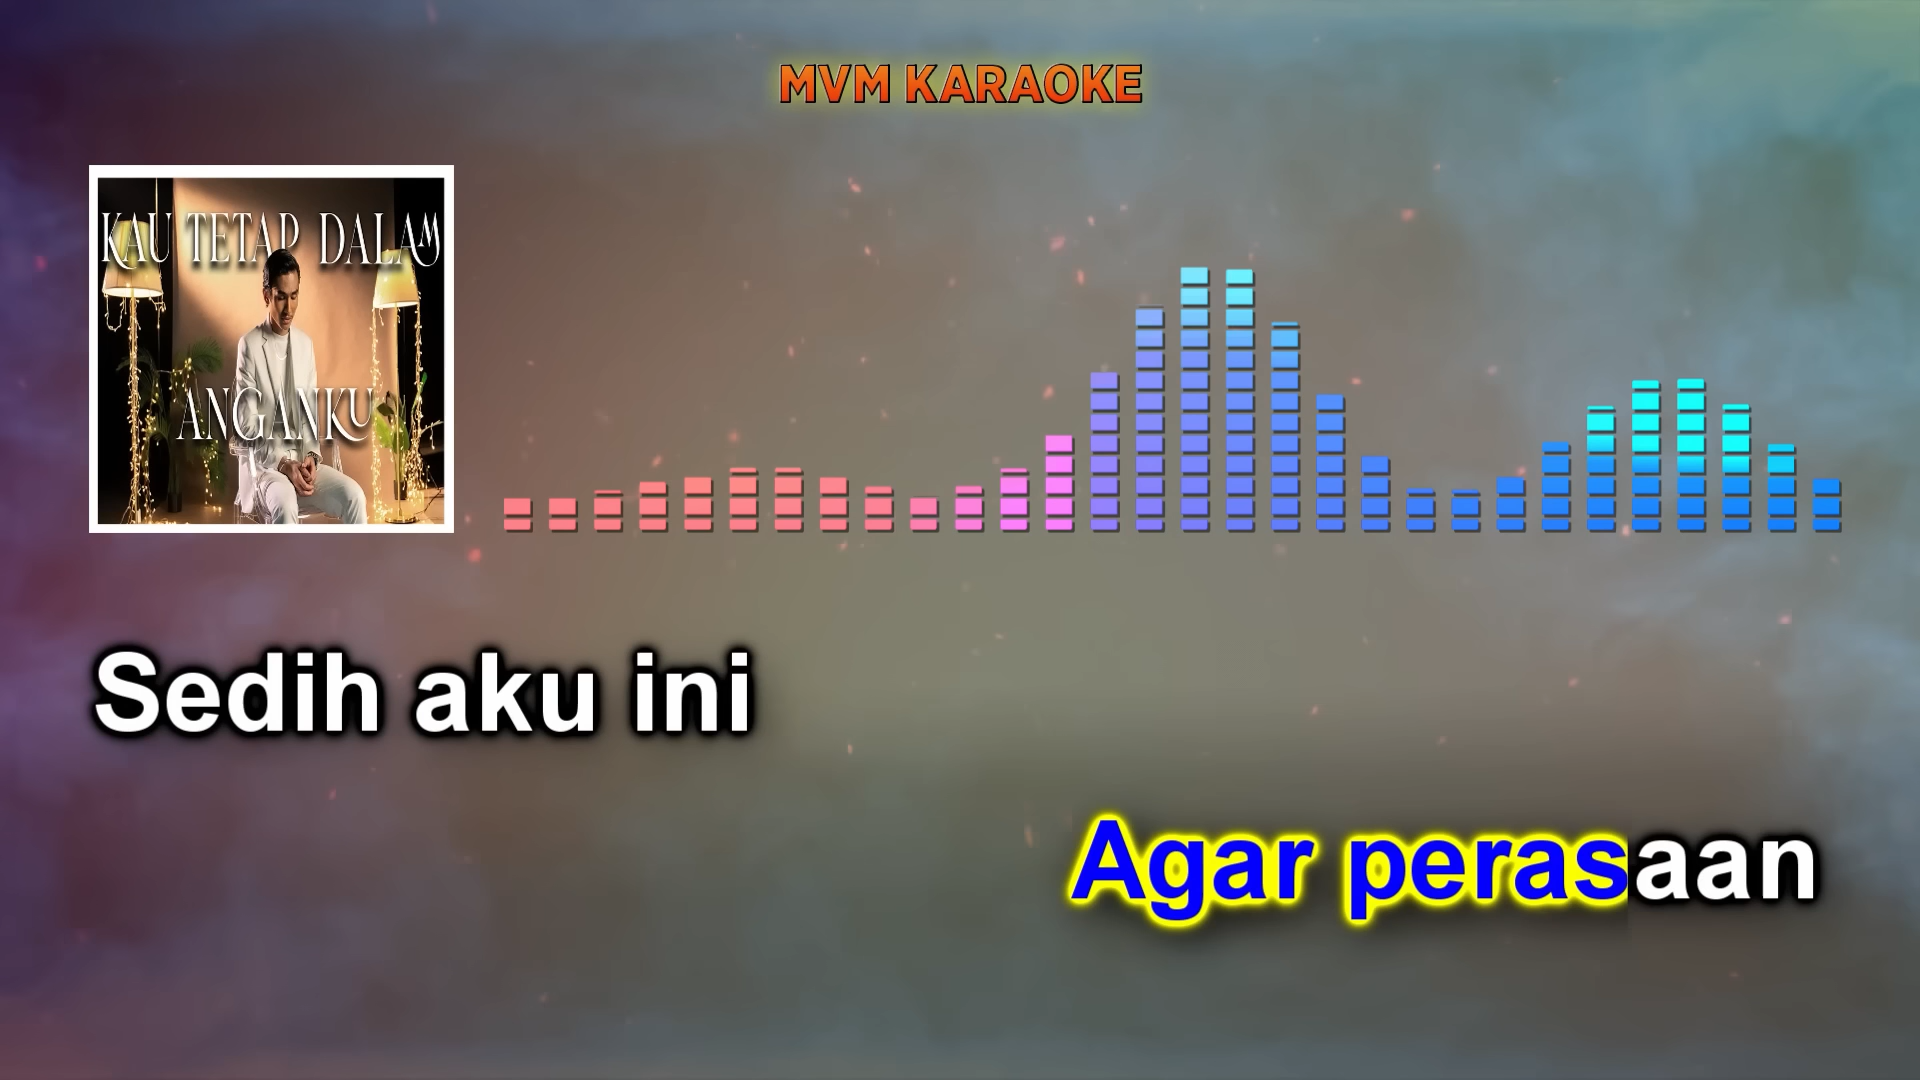 MVM KARAOKE
KAU TETAP DALAM
ANGANKU
Sedih aku ini
Agar perasaan